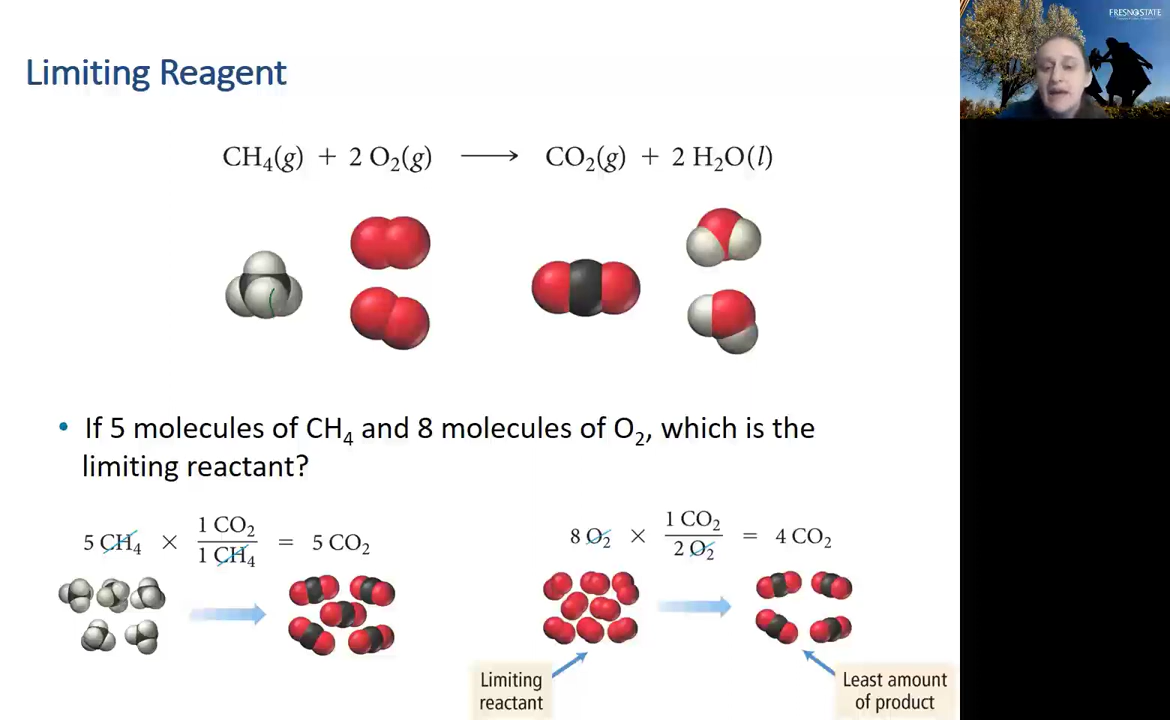 FRESNO STATE
Limiting Reagent
CH₄(g) + 2 O₂(g) ⟶ CO₂(g) + 2 H₂O(l)
• If 5 molecules of CH₄ and 8 molecules of O₂, which is the
limiting reactant?
5 CH₄ × 1 CO₂ / 1 CH₄ = 5 CO₂
8 O₂ × 1 CO₂ / 2 O₂ = 4 CO₂
Limiting
reactant
Least amount
of product